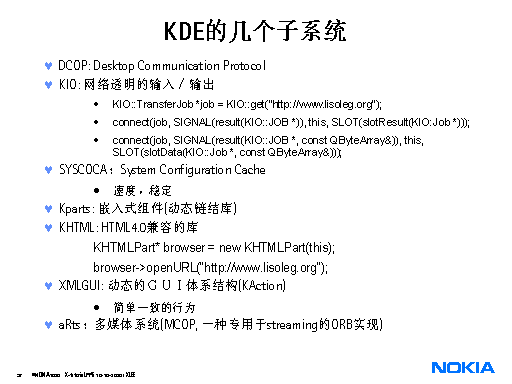 KDE的几个子系统
DCOP: Desktop Communication Protocol
KIO: 网络透明的输入／输出
KIO::TransferJob *job = KIO::get("http://www.lisoleg.org");
connect(job, SIGNAL(result(KIO::JOB *)), this, SLOT(slotResult(KIO:Job *)));
connect(job, SIGNAL(result(KIO::JOB *, const QByteArray&)), this,
SLOT(slotData(KIO::Job *, const QByteArray&)));
SYSCOCA：System Configuration Cache
速度，稳定
Kparts: 嵌入式组件(动态链结库)
KHTML: HTML4.0兼容的库
KHTMLPart* browser = new KHTMLPart(this);
browser->openURL("http://www.lisoleg.org");
XMLGUI: 动态的ＧＵＩ体系结构(KAction)
简单一致的行为
aRts：多媒体系统(MCOP, 一种专用于streaming的ORB实现)
NOKIA